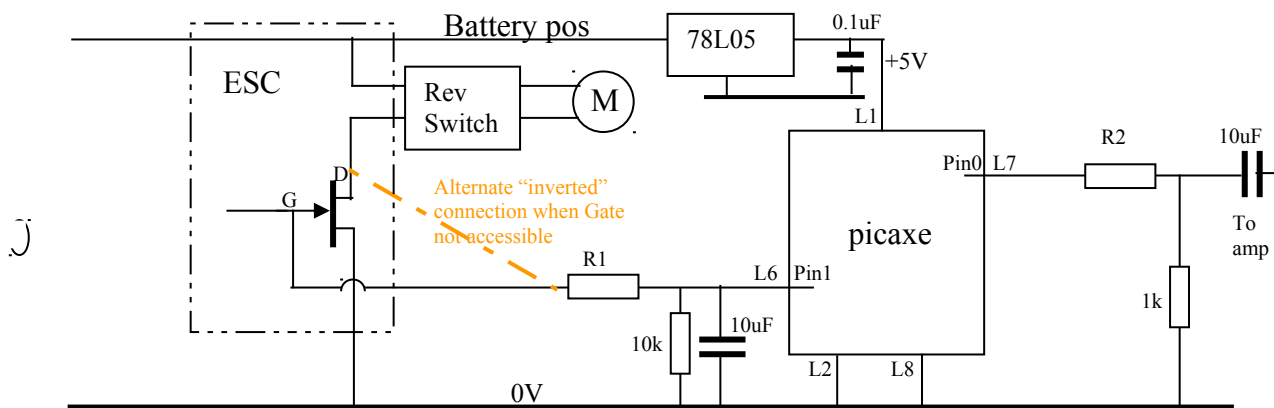 Battery pos
78L05
0.1uF
+5V
ESC
Rev
Switch
M
L1
R2
10uF
Pin0
L7
D
G
Alternate “inverted”
connection when Gate
not accessible
To
amp
picaxe
R1
L6
Pin1
1k
10uF
10k
L2
L8
0V